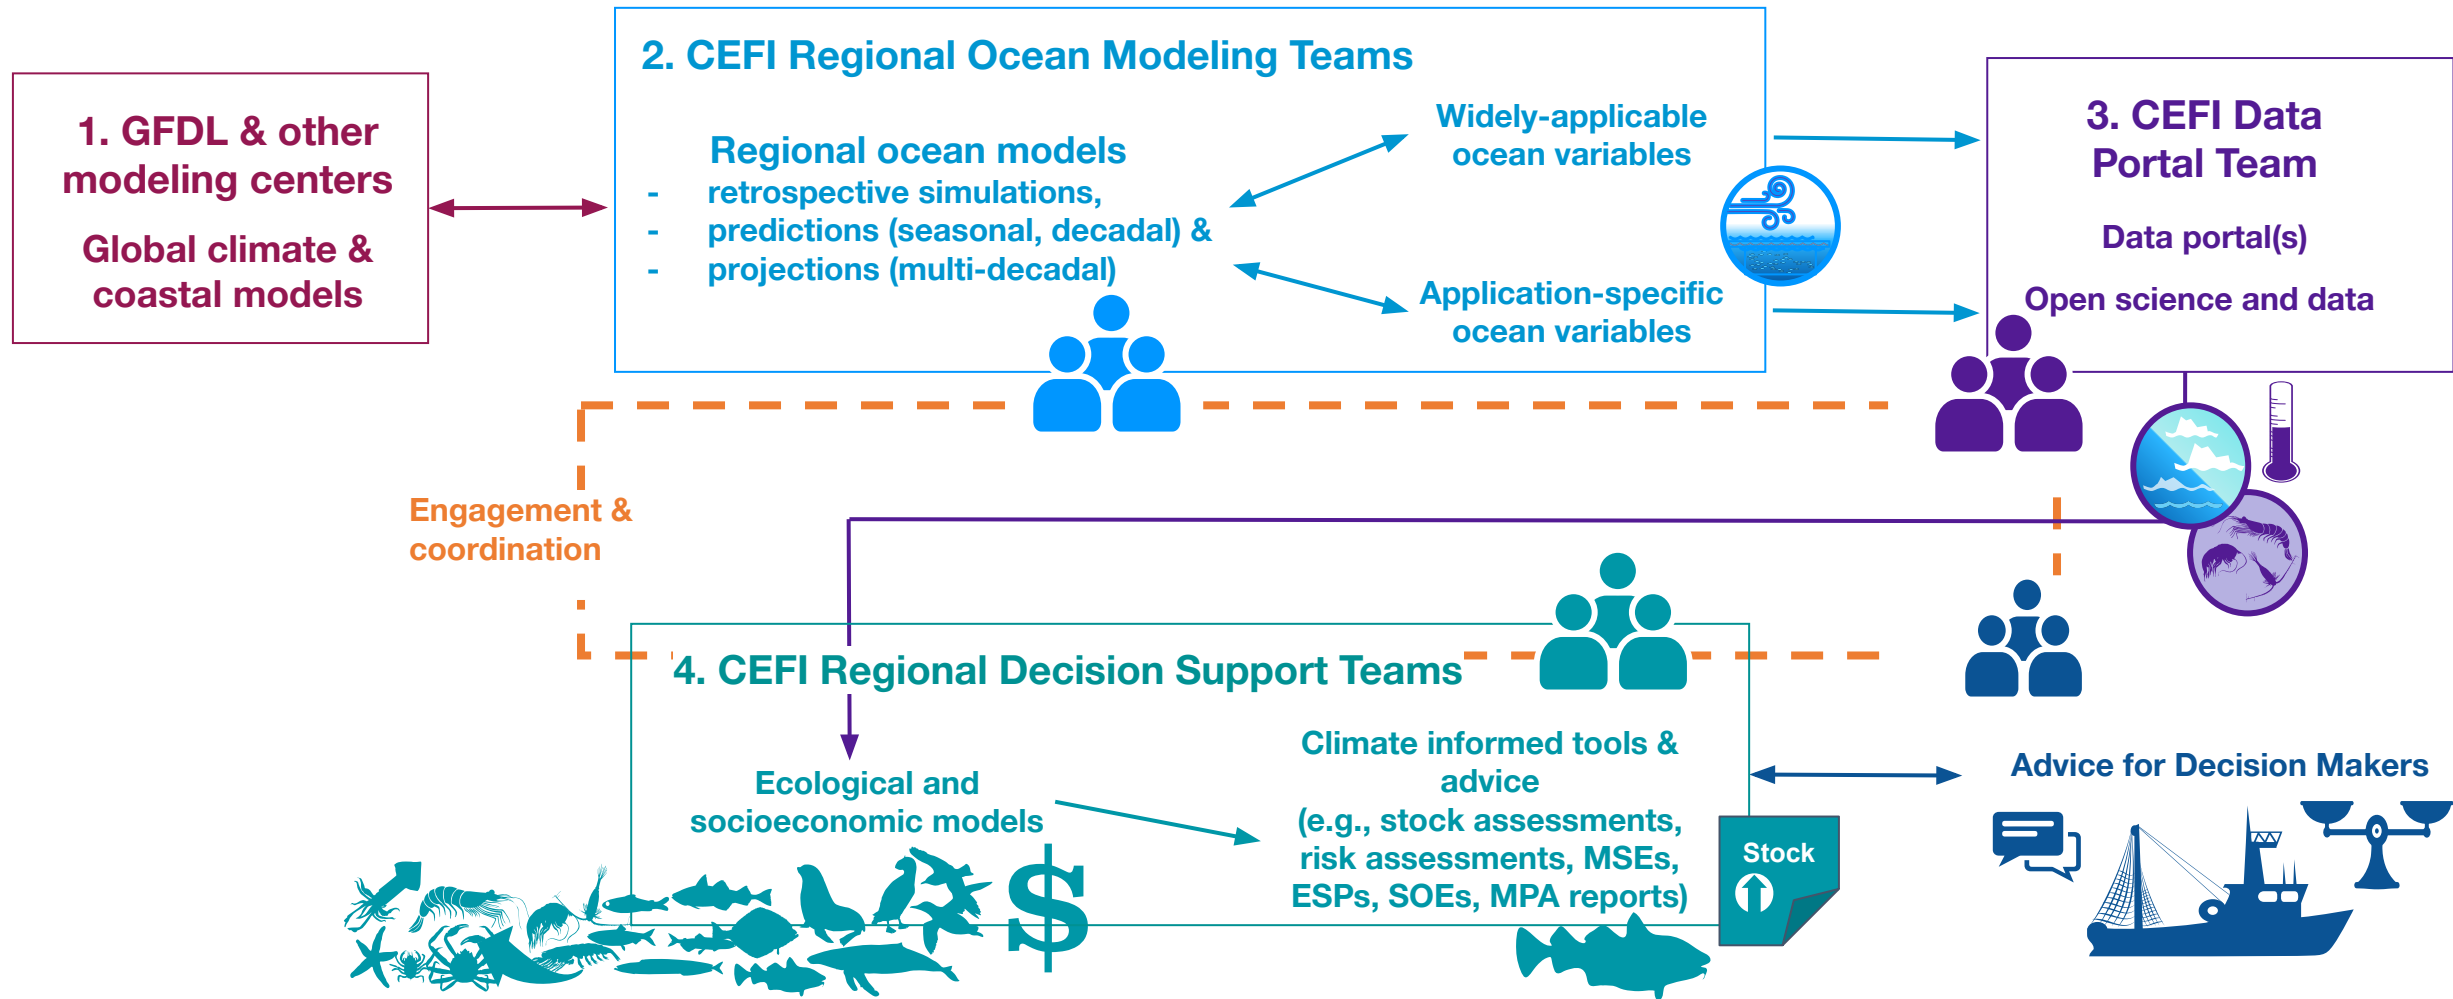 1. GFDL & other
modeling centers
Global climate &
coastal models
2. CEFI Regional Ocean Modeling Teams
Regional ocean models
- retrospective simulations,
- predictions (seasonal, decadal) &
- projections (multi-decadal)
Widely-applicable
ocean variables
Application-specific
ocean variables
3. CEFI Data
Portal Team
Data portal(s)
Open science and data
Engagement &
coordination
4. CEFI Regional Decision Support Teams
Ecological and
socioeconomic models
$
Climate informed tools &
advice
(e.g., stock assessments,
risk assessments, MSEs,
ESPs, SOEs, MPA reports)
Stock
Advice for Decision Makers